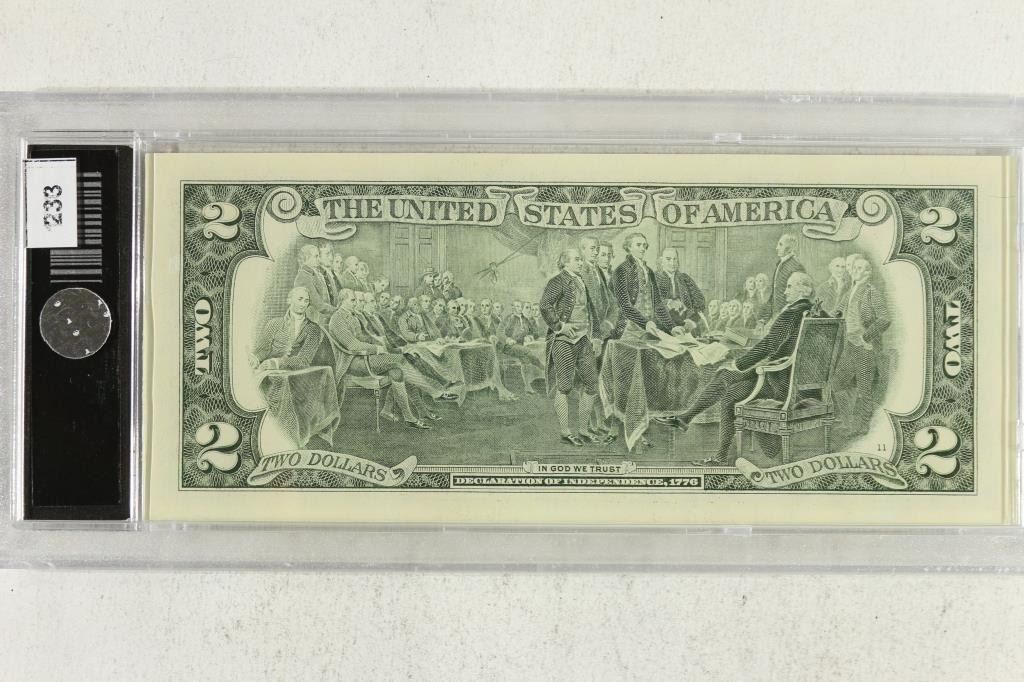 233
THE UNITED STATES OF AMERICA
2
2
TWO
TWO
2
2
11
TWO DOLLARS
IN GOD WE TRUST
TWO DOLLARS
DECLARATION OF INDEPENDENCE, 1776